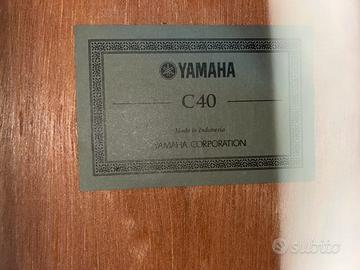 YAMAHA
C40
Made in Indonesia
YAMAHA CORPORATION
subito